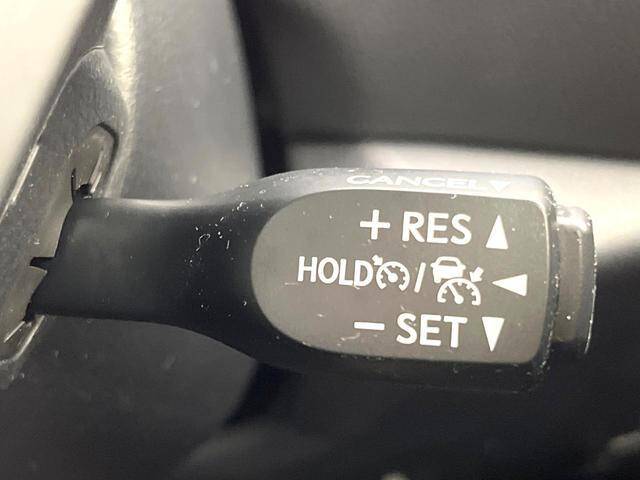 CANCEL▼
+ RES ▲
HOLD / ◀
− SET ▼